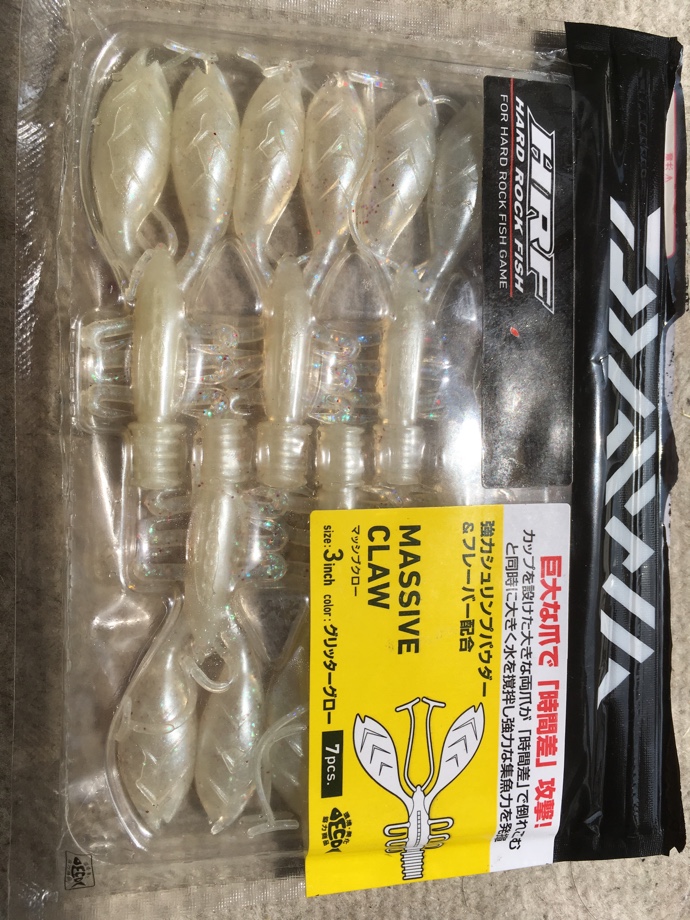 DAIWA
HRF
HARD ROCK FISH
FOR HARD ROCK FISH GAME
巨大な爪で「時間差」攻撃!
カップを設けた大きな両爪が「時間差」で倒れこむ
と同時に大きく水を撹拌し強力な集魚力を発揮
強力シュリンプパウダー
&フレーバー配合
MASSIVE
CLAW
マッシブクロー
size:3inch color:グリッターグロー 7pcs.